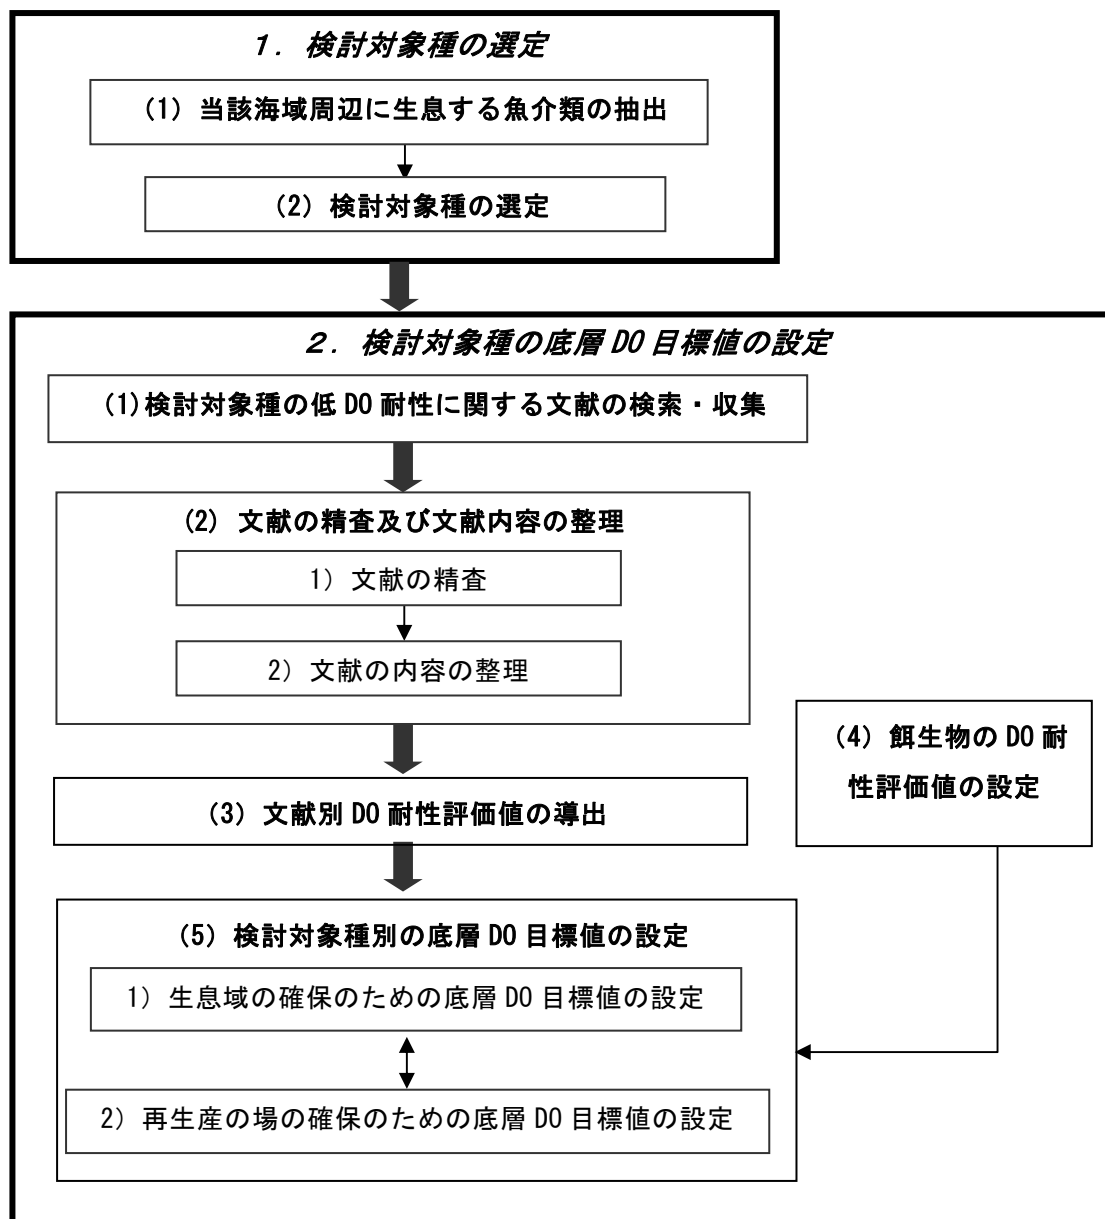 １. 検討対象種の選定
(1) 当該海域周辺に生息する魚介類の抽出
(2) 検討対象種の選定
２. 検討対象種の底層 DO 目標値の設定
(1)検討対象種の低 DO 耐性に関する文献の検索・収集
(2) 文献の精査及び文献内容の整理
1) 文献の精査
2) 文献の内容の整理
(3) 文献別 DO 耐性評価値の導出
(4) 餌生物の DO 耐
性評価値の設定
(5) 検討対象種別の底層 DO 目標値の設定
1) 生息域の確保のための底層 DO 目標値の設定
2) 再生産の場の確保のための底層 DO 目標値の設定